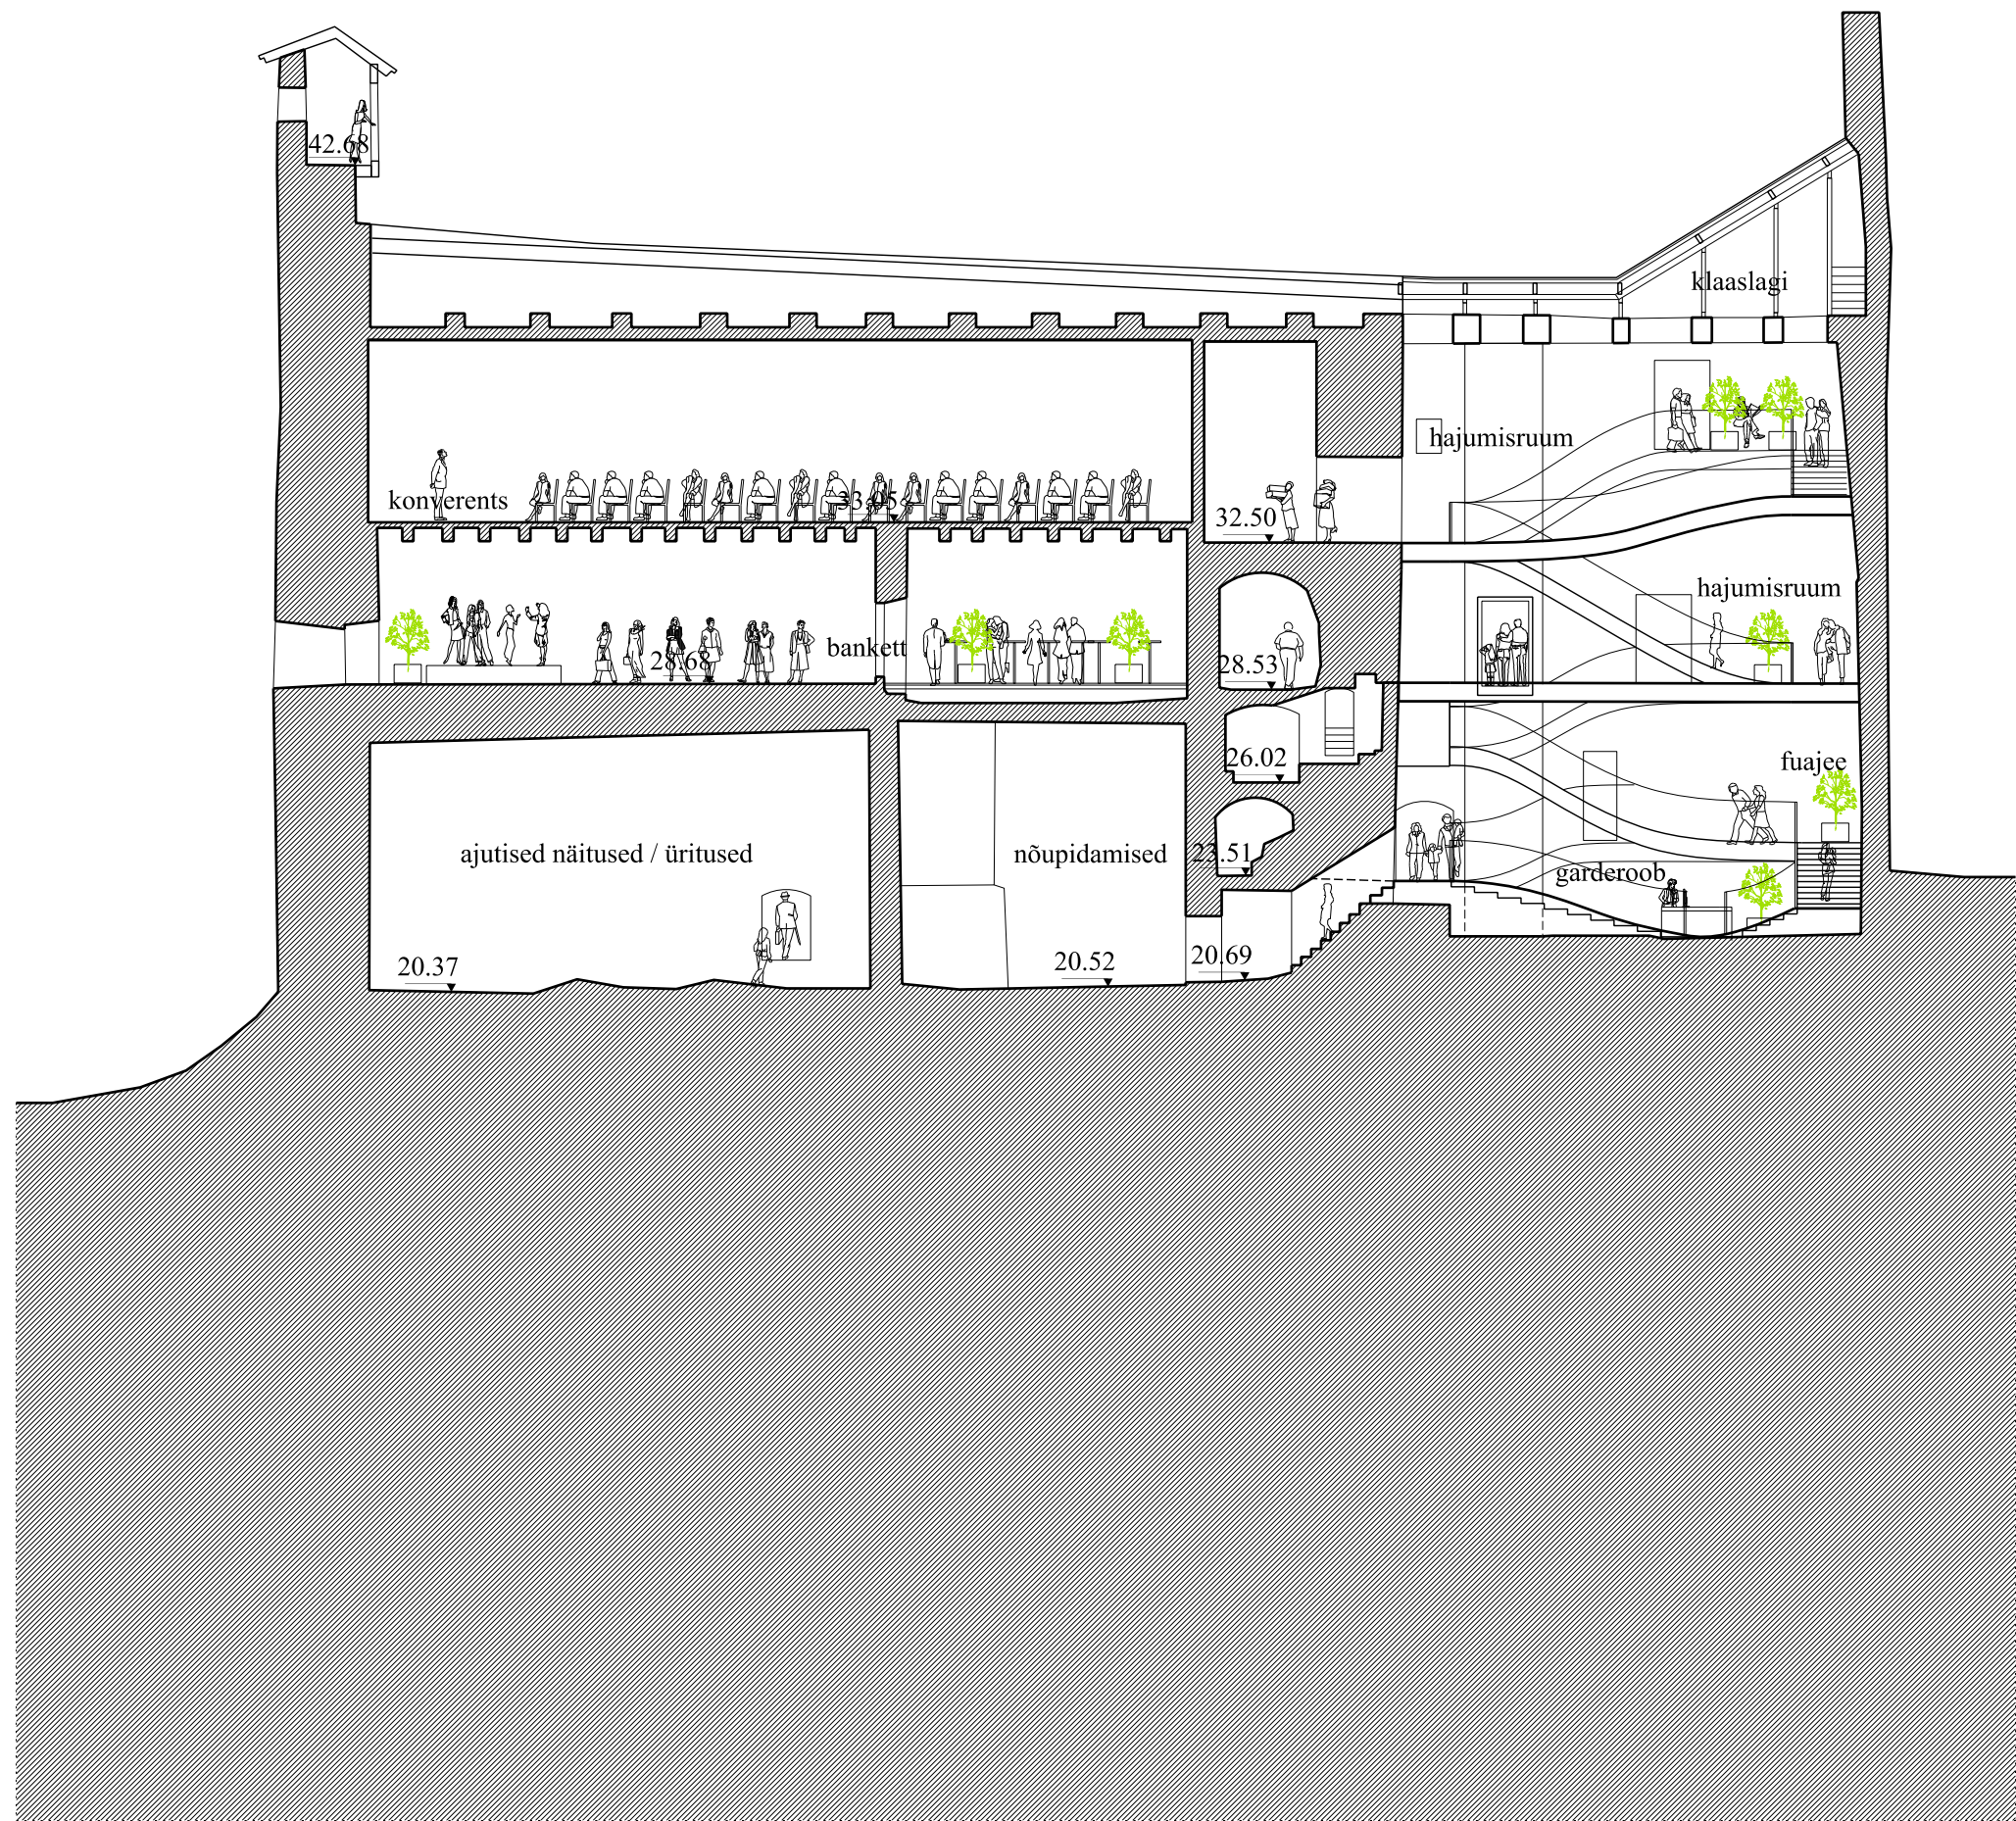 42.68
klaaslagi
hajumisruum
konverents
33.05
32.50
hajumisruum
bankett
28.68
28.53
26.02
fuajee
ajutised näitused / üritused
nõupidamised
23.51
garderoob
20.37
20.52
20.69